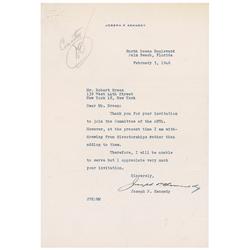 JOSEPH P. KENNEDY
North Ocean Boulevard
Palm Beach, Florida
February 5, 1946
Mr. Robert Breen
139 West 44th Street
New York 18, New York
Dear Mr. Breen:
Thank you for your invitation
to join the Committee of the ANTA.
However, at the present time I am with-
drawing from directorships rather than
adding to them.
Therefore, I will be unable
to serve but I appreciate very much
your invitation.
Sincerely,
Joseph P Kennedy
Joseph P. Kennedy